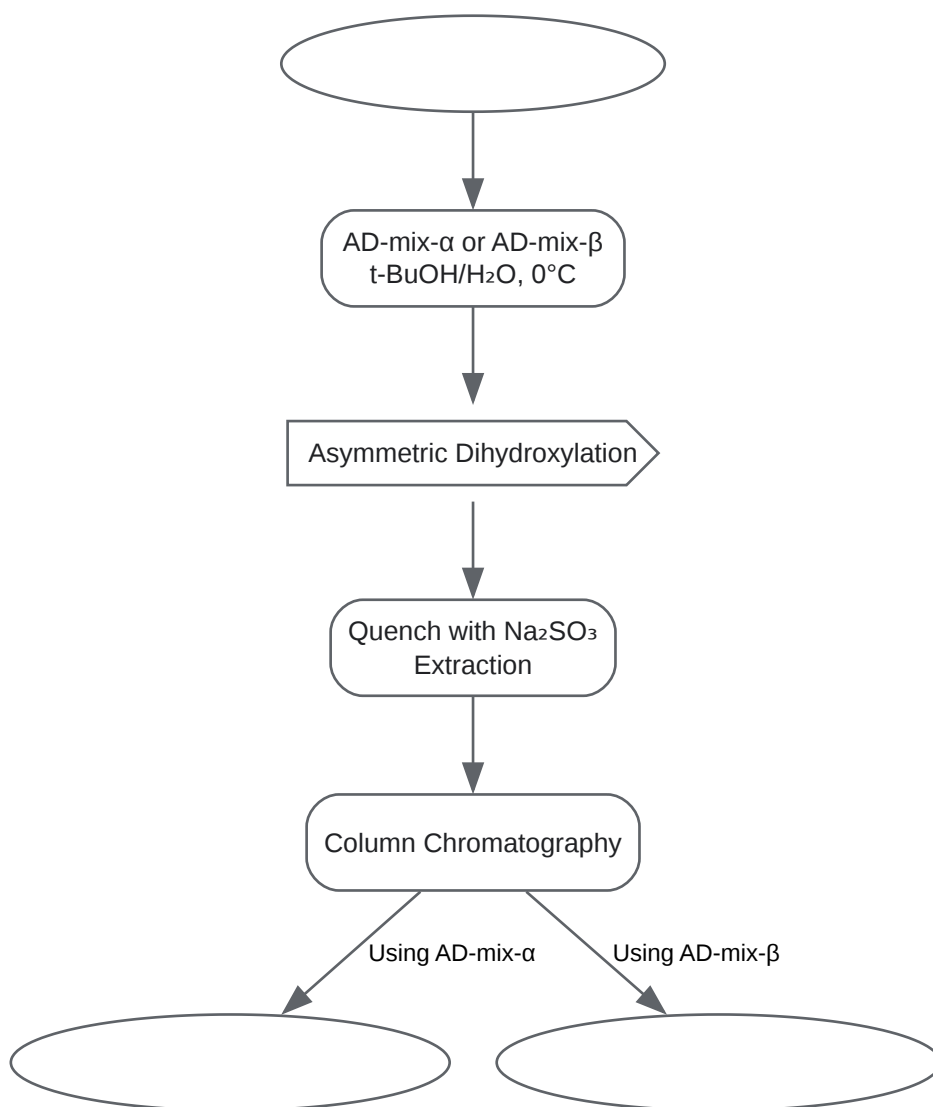 AD-mix-α or AD-mix-β
t-BuOH/H₂O, 0°C
Asymmetric Dihydroxylation
Quench with Na₂SO₃
Extraction
Column Chromatography
Using AD-mix-α
Using AD-mix-β